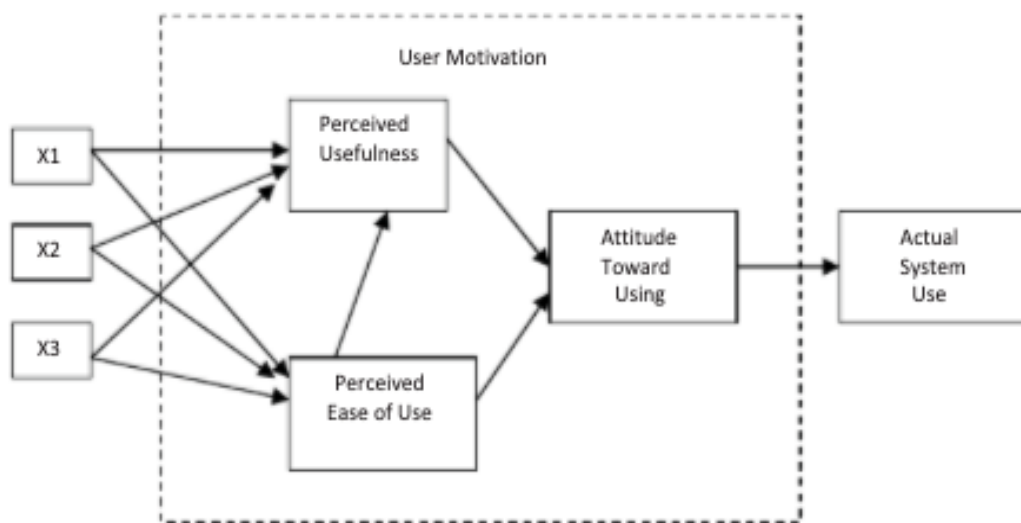 User Motivation
X1
X2
X3
Perceived
Usefulness
Perceived
Ease of Use
Attitude
Toward
Using
Actual
System
Use